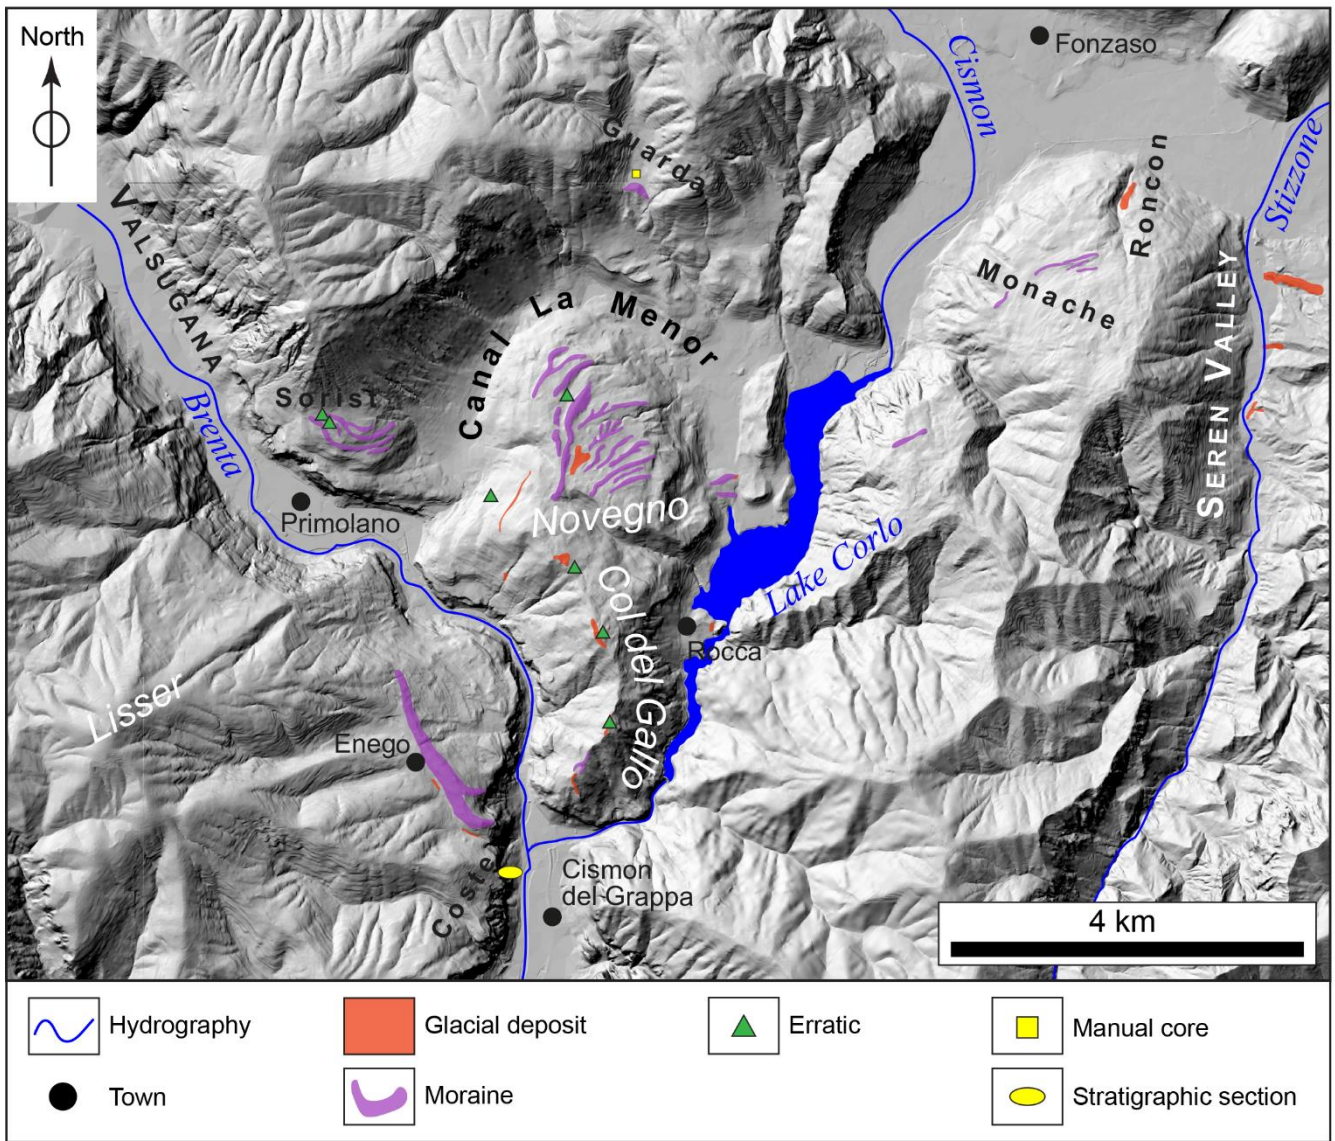 North
Fonzaso
Cismon
Guarda
Stizzone
Roncon
VALSUGANA
Monache
SEREN VALLEY
Canal La Menor
Brenta
Primolano
Novegno
Lake Corlo
Col del Gallo
Rocca
Lisser
Enego
Coste
Cismon
del Grappa
4 km
Hydrography
Glacial deposit
Erratic
Manual core
Town
Moraine
Stratigraphic section